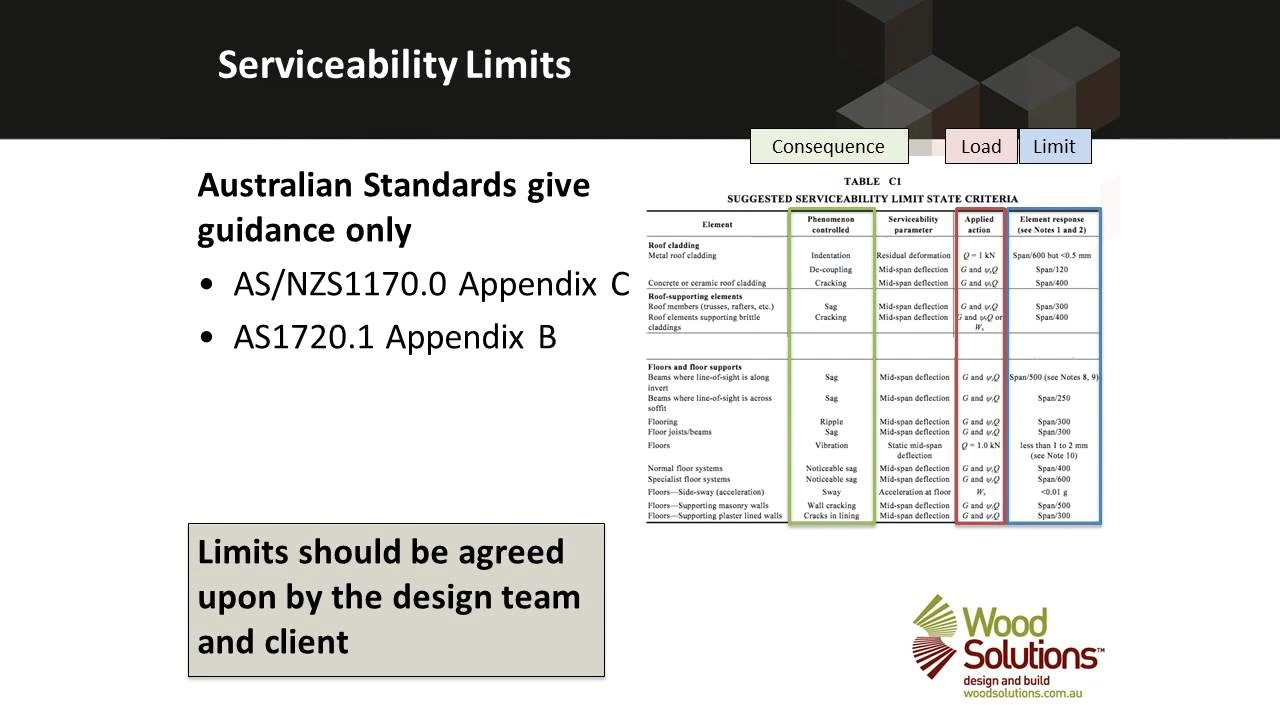 Serviceability Limits
Consequence
Load
Limit
Australian Standards give
guidance only
• AS/NZS1170.0 Appendix C
• AS1720.1 Appendix B
Limits should be agreed
upon by the design team
and client
TABLE C1
SUGGESTED SERVICEABILITY LIMIT STATE CRITERIA
Element | Phenomenon controlled | Serviceability parameter | Applied action | Element response (see Notes 1 and 2)
Roof cladding
Metal roof cladding Indentation Residual deformation Q = 1 kN Span/600 but <0.5 mm
De-coupling Mid-span deflection G and ψsQ Span/120
Concrete or ceramic roof cladding Cracking Mid-span deflection G and ψsQ Span/400
Roof-supporting elements
Roof members (trusses, rafters, etc.) Sag Mid-span deflection G and ψlQ Span/300
Roof elements supporting brittle Cracking Mid-span deflection G and ψsQ or Span/400
claddings Ws
Floors and floor supports
Beams where line-of-sight is along Sag Mid-span deflection G and ψlQ Span/500 (see Notes 8, 9)
invert
Beams where line-of-sight is across Sag Mid-span deflection G and ψlQ Span/250
soffit
Flooring Ripple Mid-span deflection G and ψlQ Span/300
Floor joists/beams Sag Mid-span deflection G and ψlQ Span/300
Floors Vibration Static mid-span Q = 1.0 kN less than 1 to 2 mm
deflection (see Note 10)
Normal floor systems Noticeable sag Mid-span deflection G and ψsQ Span/400
Specialist floor systems Noticeable sag Mid-span deflection G and ψsQ Span/600
Floors—Side-sway (acceleration) Sway Acceleration at floor Ws <0.01 g
Floors—Supporting masonry walls Wall cracking Mid-span deflection G and ψlQ Span/500
Floors—Supporting plaster lined walls Cracks in lining Mid-span deflection G and ψlQ Span/300
Wood
Solutions™
design and build
woodsolutions.com.au